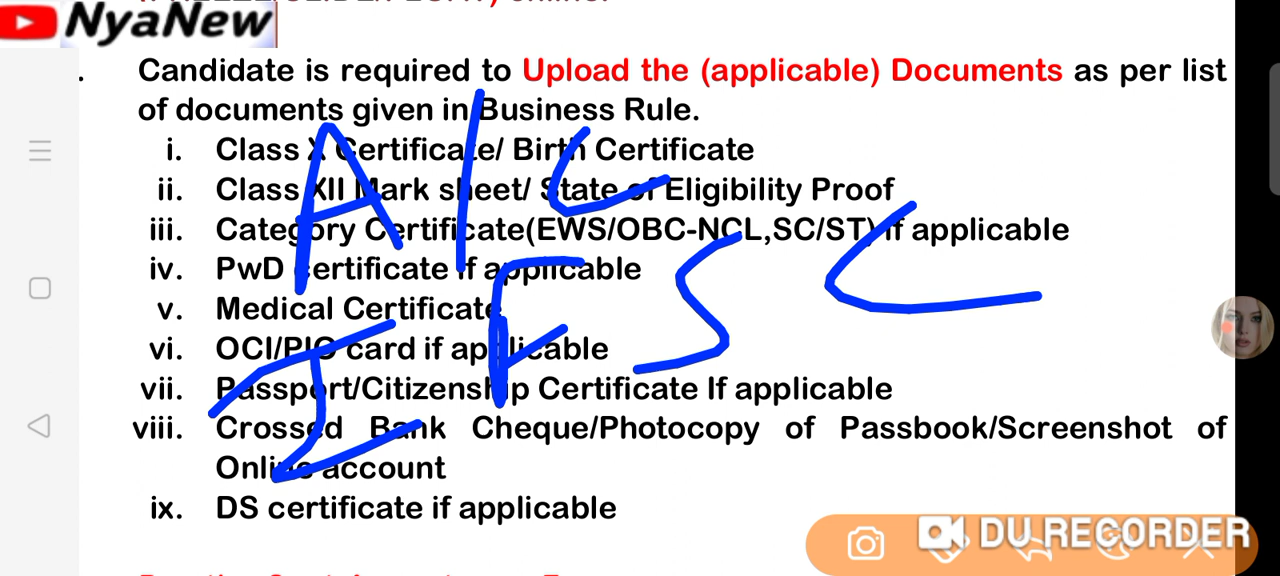 NyaNew
Candidate is required to Upload the (applicable) Documents as per list
of documents given in Business Rule.
i. Class X Certificate/ Birth Certificate
ii. Class XII Mark sheet/ State of Eligibility Proof
iii. Category Certificate(EWS/OBC-NCL,SC/ST) if applicable
iv. PwD certificate if applicable
v. Medical Certificate
vi. OCI/PIO card if applicable
vii. Passport/Citizenship Certificate If applicable
viii. Crossed Bank Cheque/Photocopy of Passbook/Screenshot of
Online account
ix. DS certificate if applicable
A/C
IFSC
DU RECORDER